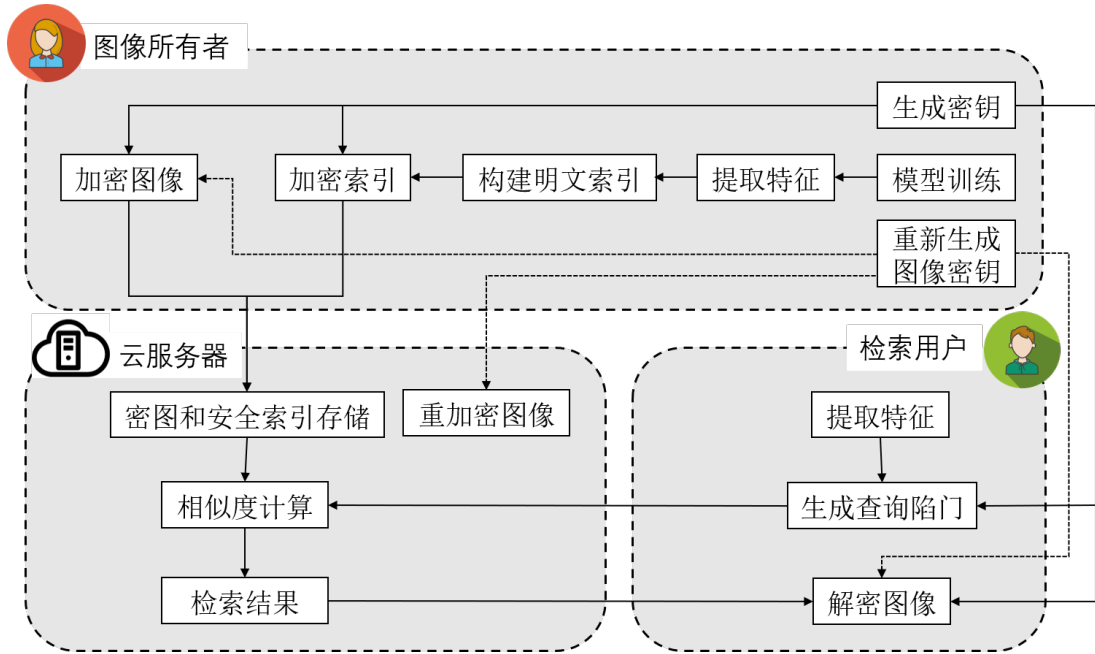 图像所有者
生成密钥
加密图像
加密索引
构建明文索引
提取特征
模型训练
重新生成
图像密钥
云服务器
检索用户
密图和安全索引存储
重加密图像
提取特征
相似度计算
生成查询陷门
检索结果
解密图像